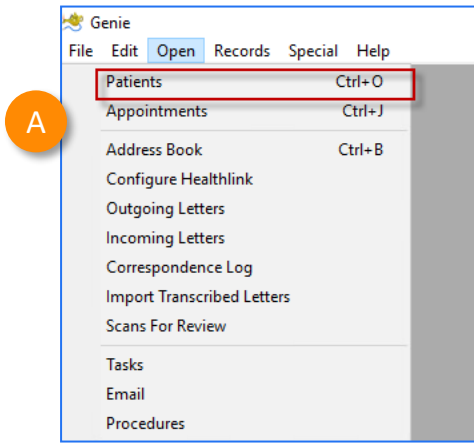 Genie
File Edit Open Records Special Help
Patients Ctrl+O
A
Appointments Ctrl+J
Address Book Ctrl+B
Configure Healthlink
Outgoing Letters
Incoming Letters
Correspondence Log
Import Transcribed Letters
Scans For Review
Tasks
Email
Procedures